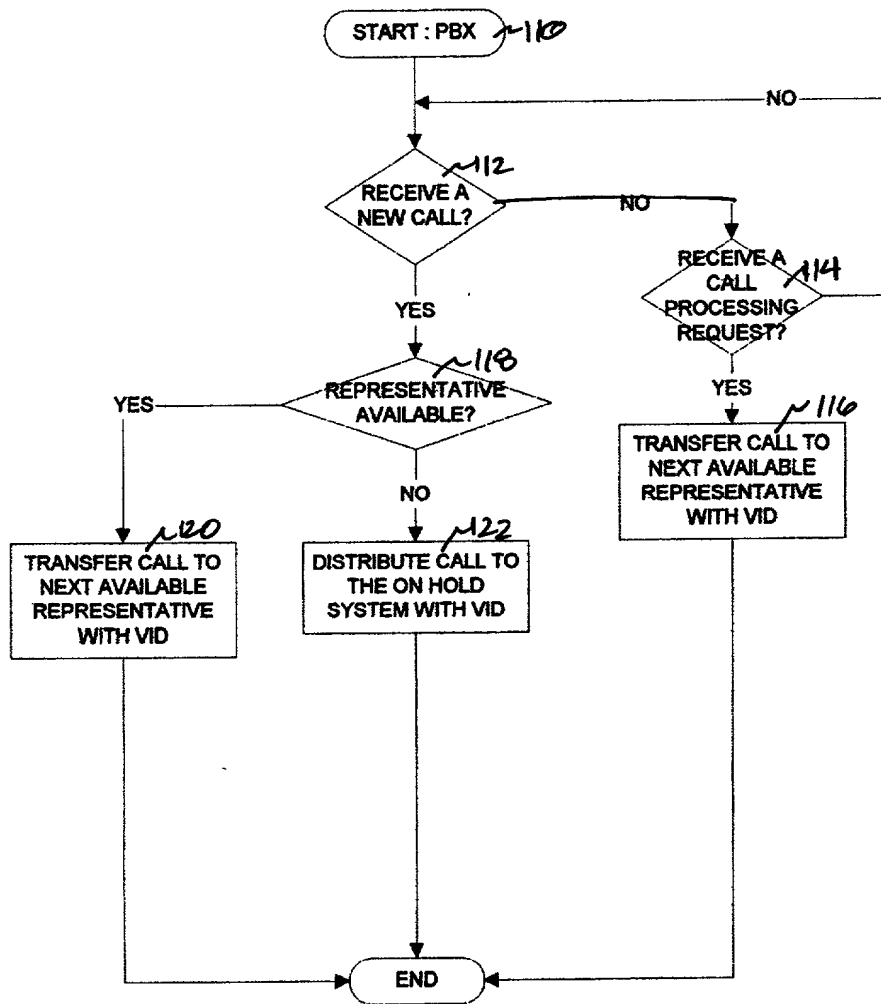 START : PBX
110
NO
112
RECEIVE A
NEW CALL?
NO
RECEIVE A
CALL
PROCESSING
REQUEST?
114
YES
YES
118
REPRESENTATIVE
AVAILABLE?
YES
116
TRANSFER CALL TO
NEXT AVAILABLE
REPRESENTATIVE
WITH VID
NO
120
TRANSFER CALL TO
NEXT AVAILABLE
REPRESENTATIVE
WITH VID
122
DISTRIBUTE CALL TO
THE ON HOLD
SYSTEM WITH VID
END